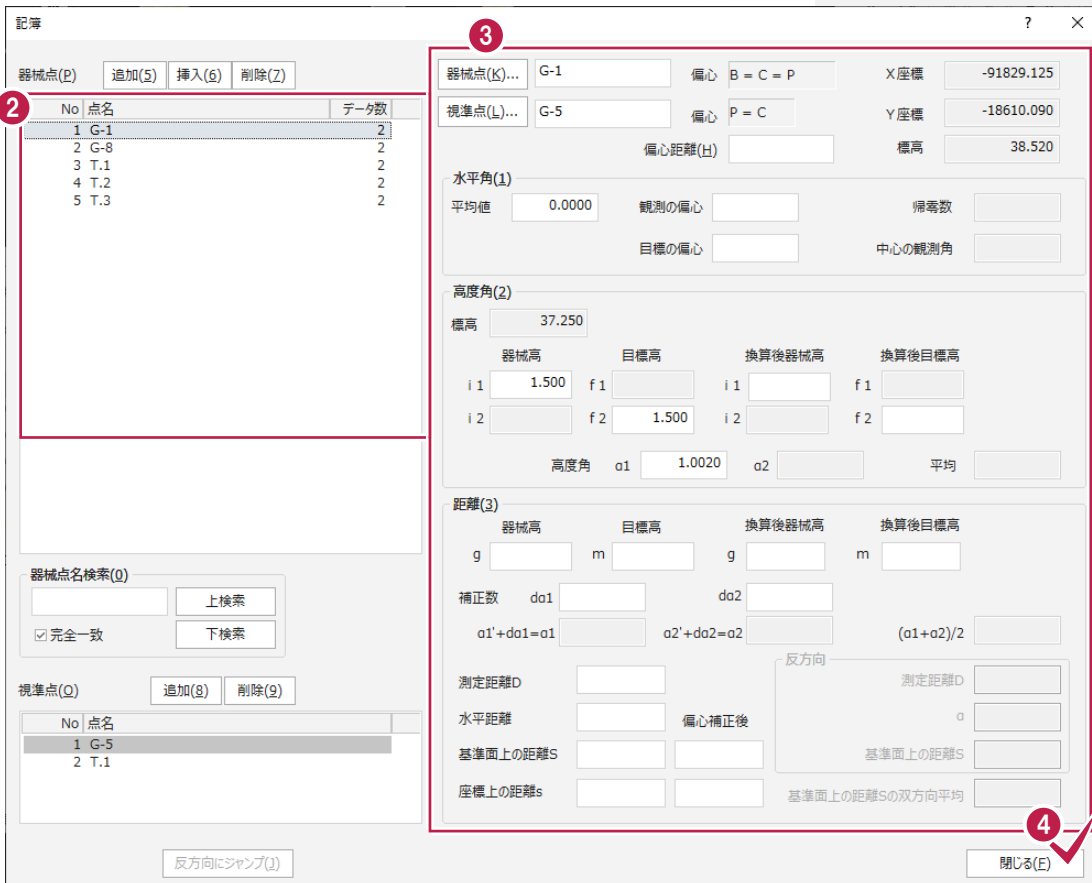 記簿 ? ×
3
器械点(P) 追加(5) 挿入(6) 削除(7)
2
No 点名 データ数
1 G-1 2
2 G-8 2
3 T.1 2
4 T.2 2
5 T.3 2
器械点名検索(0)
上検索
完全一致 下検索
視準点(O) 追加(8) 削除(9)
No 点名
1 G-5
2 T.1
反方向にジャンプ(J)
器械点(K)... G-1 偏心 B = C = P X座標 -91829.125
視準点(L)... G-5 偏心 P = C Y座標 -18610.090
偏心距離(H) 標高 38.520
水平角(1)
平均値 0.0000 観測の偏心 帰零数
目標の偏心 中心の観測角
高度角(2)
標高 37.250
器械高 目標高 換算後器械高 換算後目標高
i 1 1.500 f 1 i 1 f 1
i 2 f 2 1.500 i 2 f 2
高度角 α1 1.0020 α2 平均
距離(3)
器械高 目標高 換算後器械高 換算後目標高
g m g m
補正数 dα1 dα2
α1'+dα1=α1 α2'+dα2=α2 (α1+α2)/2
反方向
測定距離D 測定距離D
水平距離 偏心補正後 α
基準面上の距離S 基準面上の距離S
座標上の距離s 基準面上の距離Sの双方向平均
4
閉じる(F)